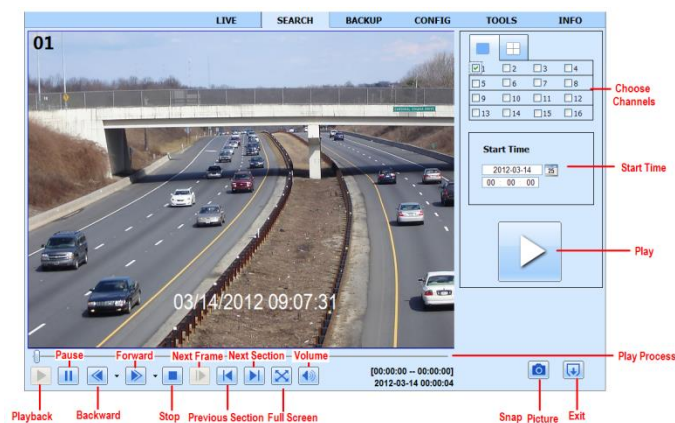 LIVE SEARCH BACKUP CONFIG TOOLS INFO
01
1 2 3 4
5 6 7 8
9 10 11 12
13 14 15 16
Choose
Channels
Start Time
2012-03-14 15
00 00 00
Start Time
Play
03/14/2012 09:07:31
Play Process
Pause Forward Next Frame Next Section Volume
[00:00:00 -- 00:00:00]
2012-03-14 00:00:04
Playback Backward Stop Previous Section Full Screen Snap Picture Exit